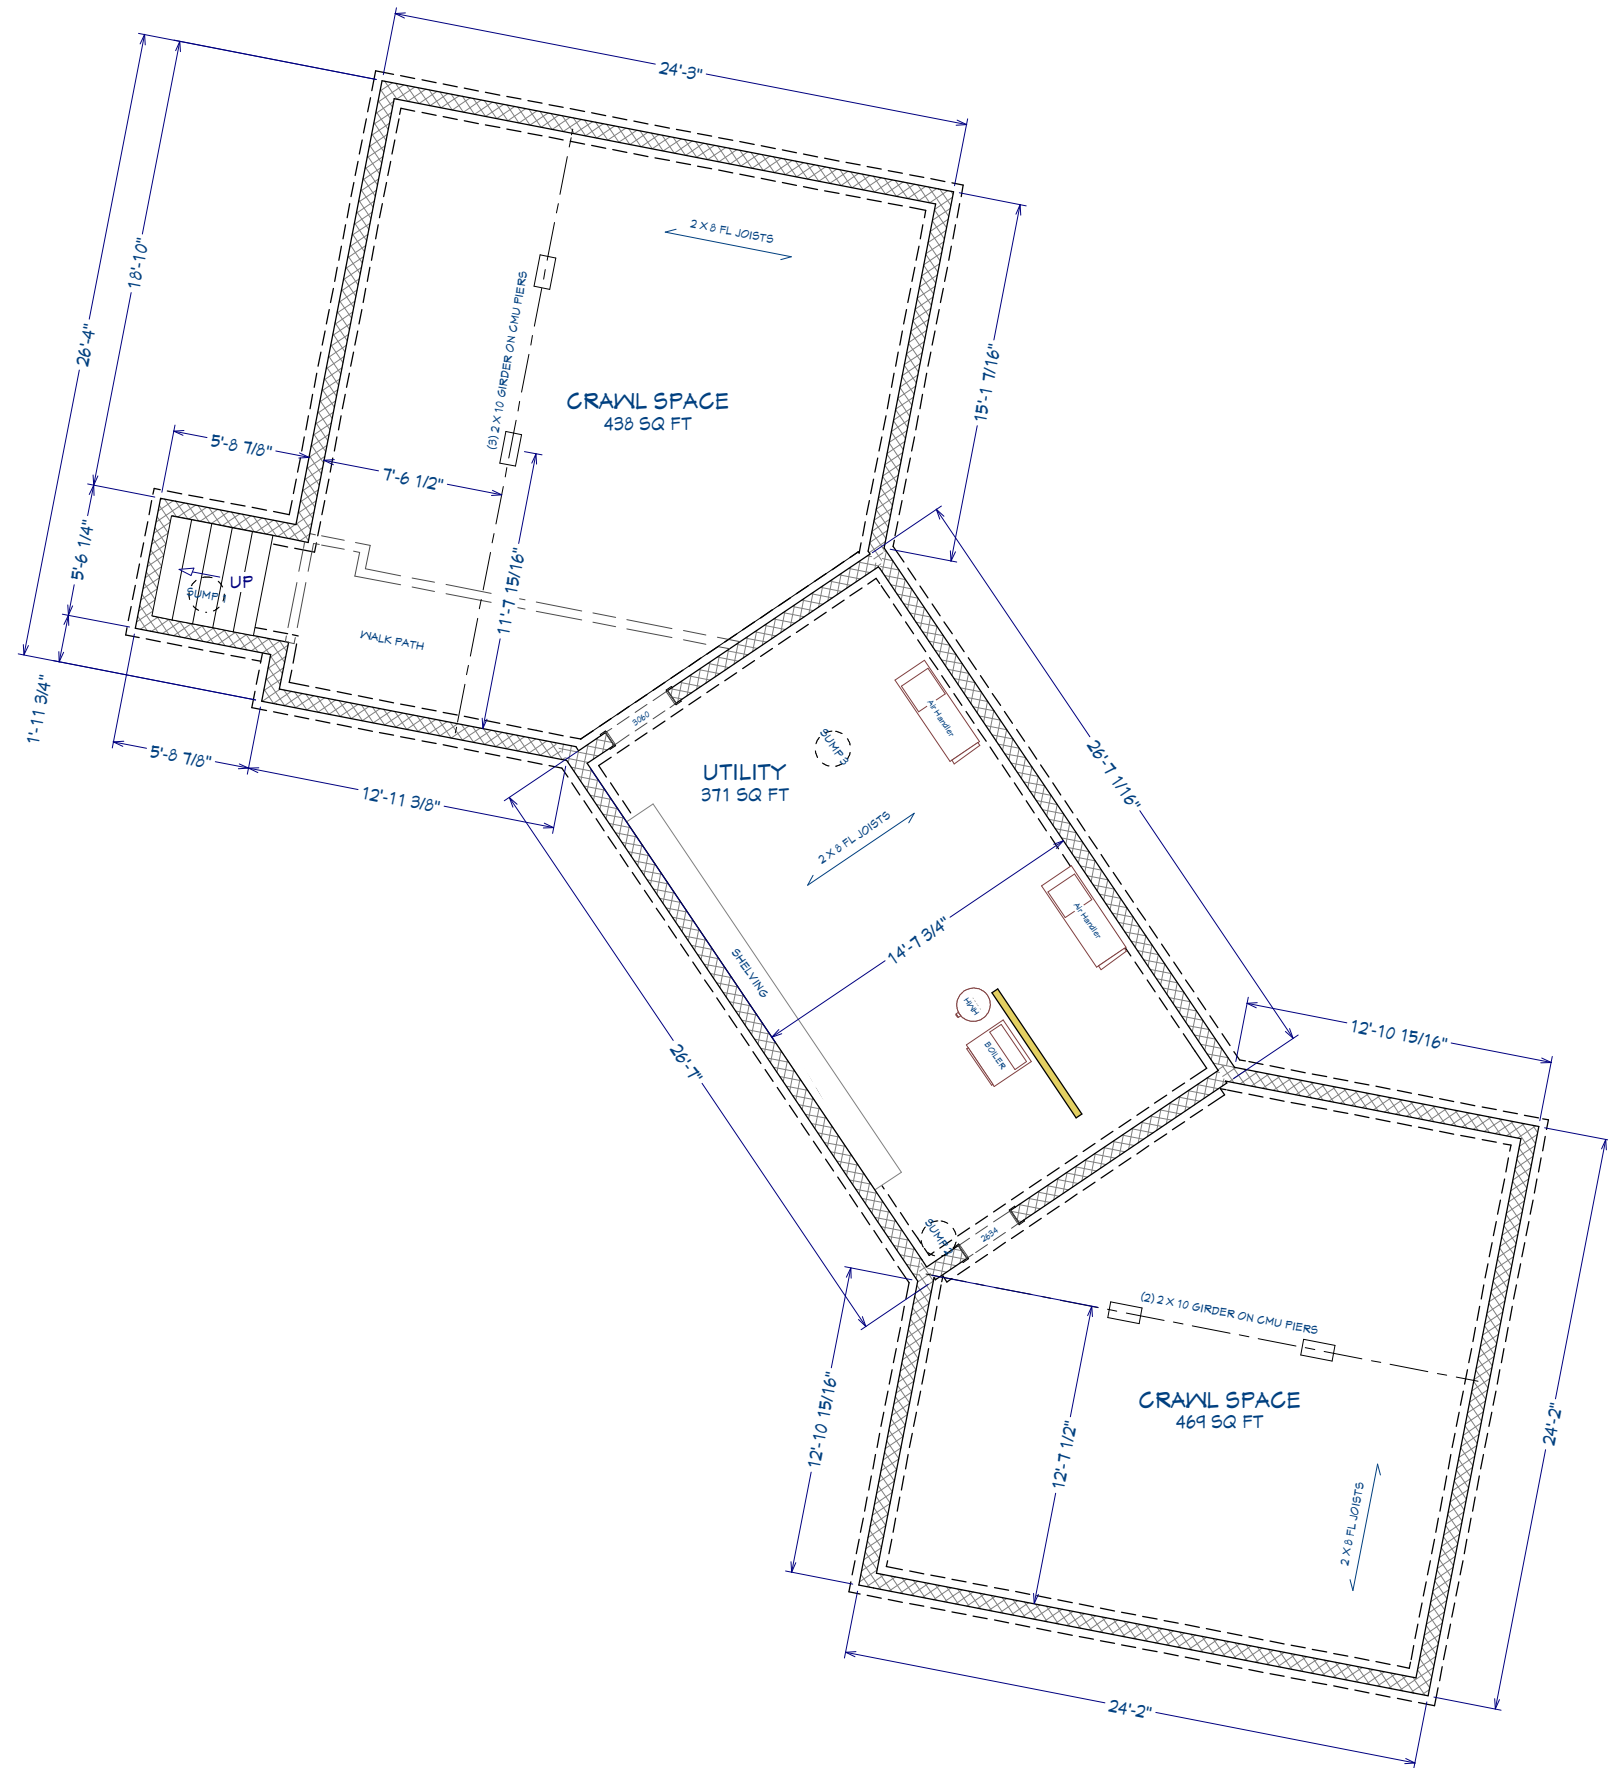 24'-3"
2 X 8 FL JOISTS
18'-10"
26'-4"
(3) 2 X 10 GIRDER ON CMU PIERS
15'-1 7/16"
CRAWL SPACE
438 SQ FT
5'-8 7/8"
7'-6 1/2"
5'-6 1/4"
UP
SUMP
11'-7 15/16"
WALK PATH
1'-11 3/4"
5'-8 7/8"
12'-11 3/8"
3060
Air Handler
SUMP
UTILITY
371 SQ FT
26'-7 1/16"
2 X 8 FL JOISTS
14'-7 3/4"
Air Handler
SHELVING
HWH
BOILER
26'-7"
12'-10 15/16"
SUMP
2634
(2) 2 X 10 GIRDER ON CMU PIERS
CRAWL SPACE
469 SQ FT
12'-10 15/16"
12'-7 1/2"
24'-2"
2 X 8 FL JOISTS
24'-2"